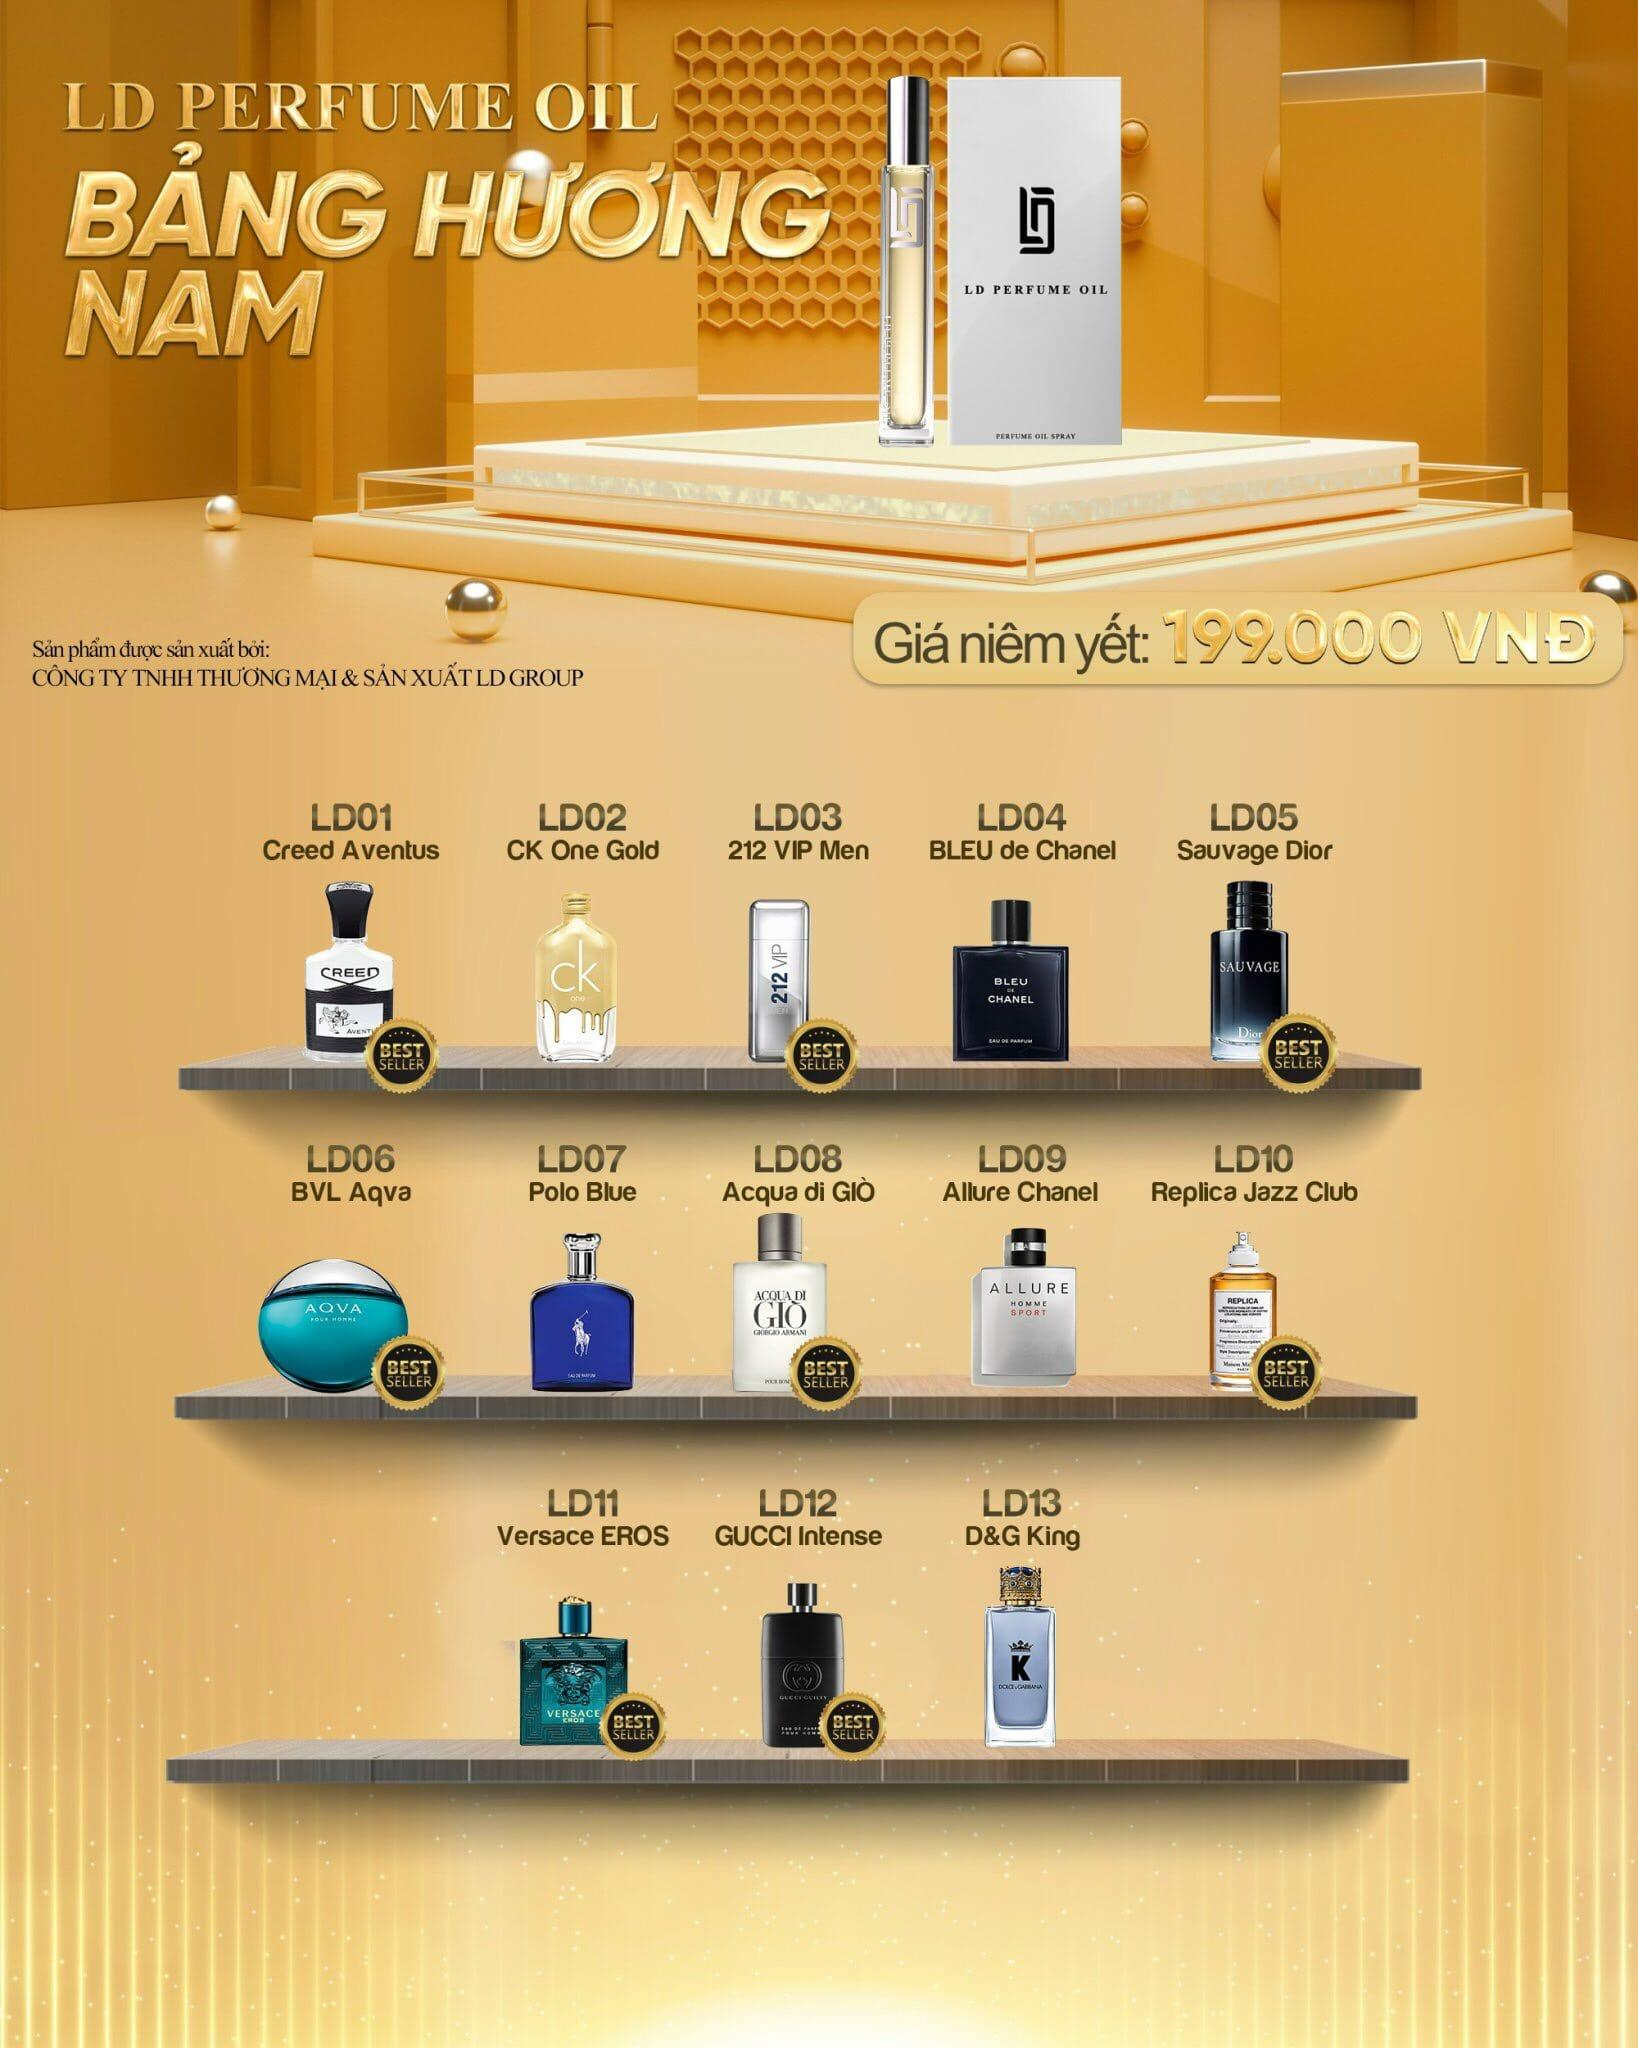 LD PERFUME OIL
BẢNG HƯƠNG
NAM
LD PERFUME OIL
PERFUME OIL SPRAY
Sản phẩm được sản xuất bởi:
CÔNG TY TNHH THƯƠNG MẠI & SẢN XUẤT LD GROUP
Giá niêm yết: 199.000 VNĐ
LD01 LD02 LD03 LD04 LD05
Creed Aventus CK One Gold 212 VIP Men BLEU de Chanel Sauvage Dior
CREED
ck
one
212 VIP
BLEU
DE
CHANEL
EAU DE PARFUM
SAUVAGE
Dior
BEST
SELLER
BEST
SELLER
BEST
SELLER
LD06 LD07 LD08 LD09 LD10
BVL Aqva Polo Blue Acqua di GIÒ Allure Chanel Replica Jazz Club
AQVA
POUR HOMME
EAU DE PARFUM
ACQUA DI
GIÒ
GIORGIO ARMANI
ALLURE
HOMME
SPORT
REPLICA
BEST
SELLER
BEST
SELLER
BEST
SELLER
LD11 LD12 LD13
Versace EROS GUCCI Intense D&G King
VERSACE
EROS
GUCCI GUILTY
K
DOLCE & GABBANA
BEST
SELLER
BEST
SELLER